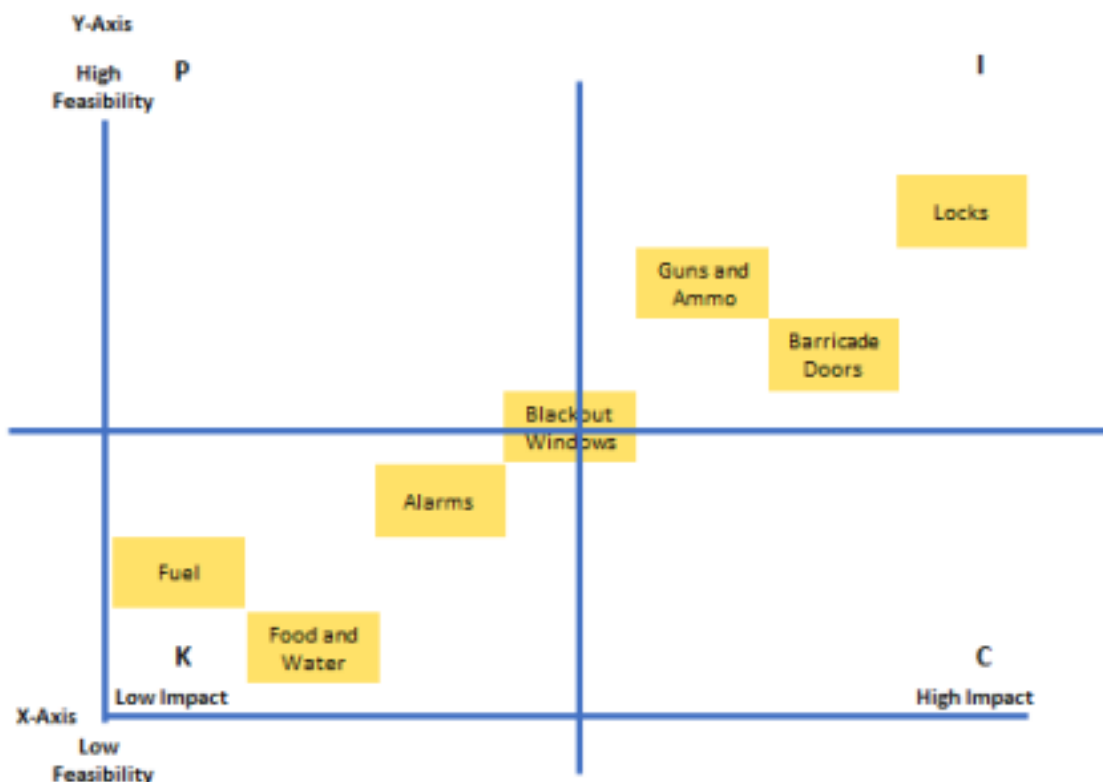 Y-Axis
High
Feasibility
P
I
Locks
Guns and
Ammo
Barricade
Doors
Blackout
Windows
Alarms
Fuel
Food and
Water
K
C
Low Impact
High Impact
X-Axis
Low
Feasibility